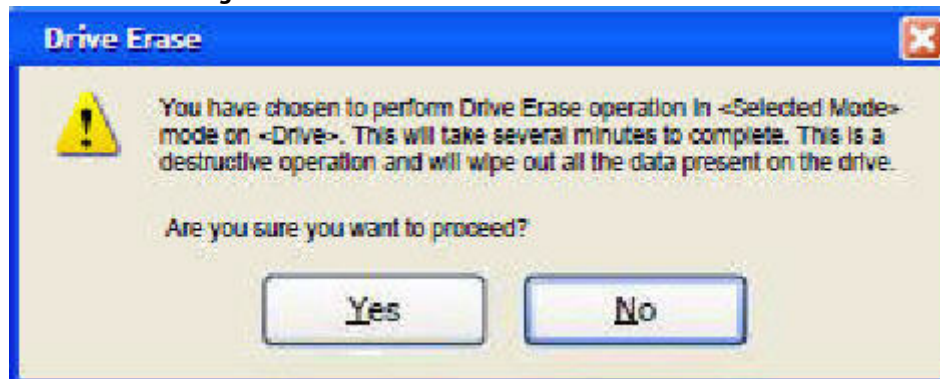 Drive Erase
You have chosen to perform Drive Erase operation in <Selected Mode>
mode on <Drive>. This will take several minutes to complete. This is a
destructive operation and will wipe out all the data present on the drive.
Are you sure you want to proceed?
Yes
No